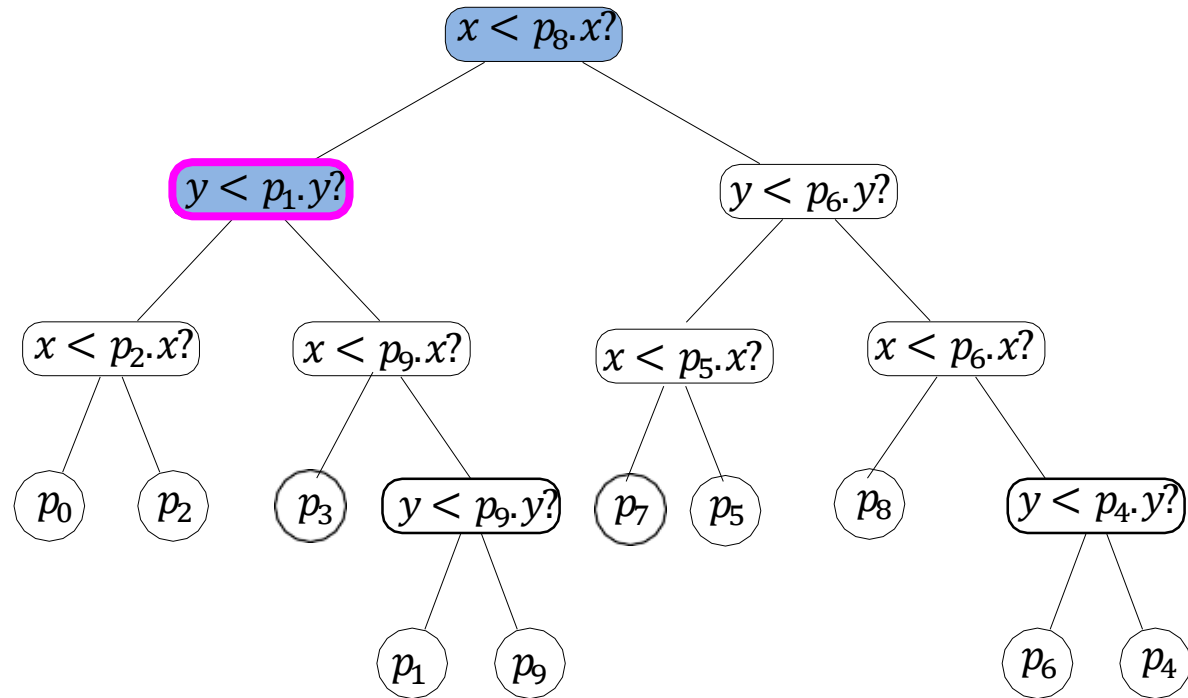 x < p₈.x?
y < p₁.y?
y < p₆.y?
x < p₂.x?
x < p₉.x?
x < p₅.x?
x < p₆.x?
p₀
p₂
p₃
y < p₉.y?
p₇
p₅
p₈
y < p₄.y?
p₁
p₉
p₆
p₄